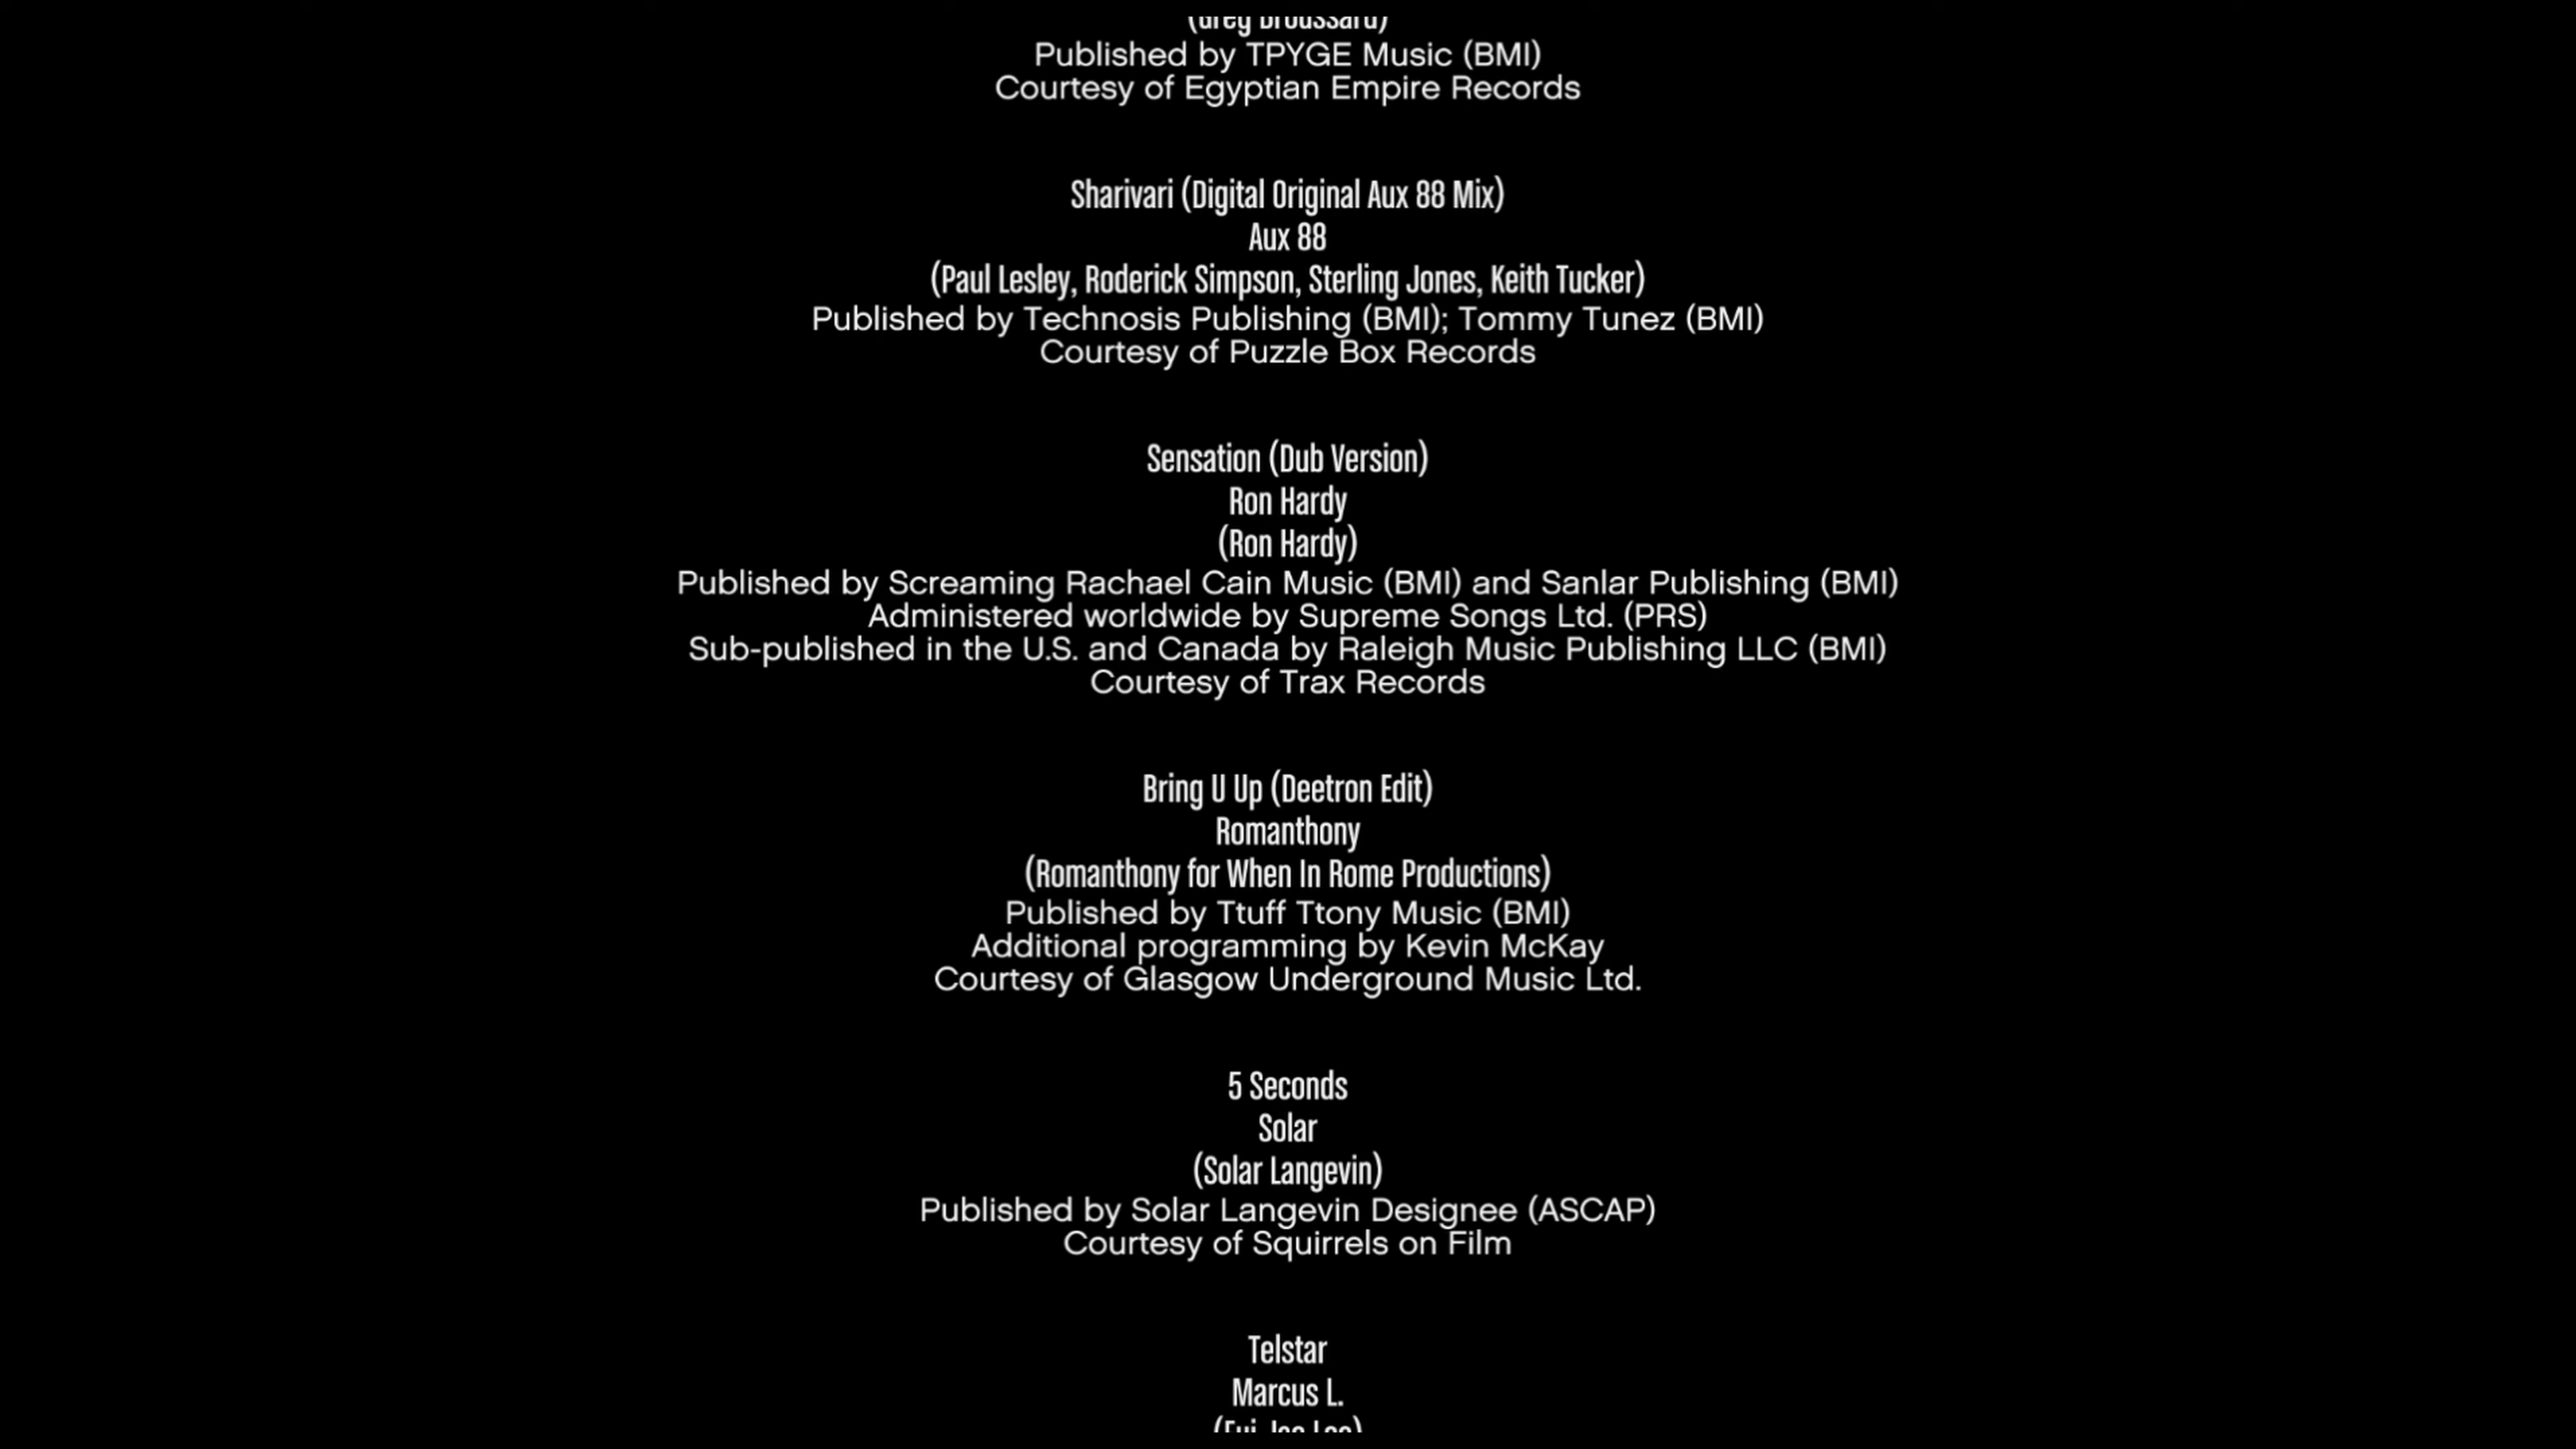 (Greg Broussard)
Published by TPYGE Music (BMI)
Courtesy of Egyptian Empire Records
Sharivari (Digital Original Aux 88 Mix)
Aux 88
(Paul Lesley, Roderick Simpson, Sterling Jones, Keith Tucker)
Published by Technosis Publishing (BMI); Tommy Tunez (BMI)
Courtesy of Puzzle Box Records
Sensation (Dub Version)
Ron Hardy
(Ron Hardy)
Published by Screaming Rachael Cain Music (BMI) and Sanlar Publishing (BMI)
Administered worldwide by Supreme Songs Ltd. (PRS)
Sub-published in the U.S. and Canada by Raleigh Music Publishing LLC (BMI)
Courtesy of Trax Records
Bring U Up (Deetron Edit)
Romanthony
(Romanthony for When In Rome Productions)
Published by Ttuff Ttony Music (BMI)
Additional programming by Kevin McKay
Courtesy of Glasgow Underground Music Ltd.
5 Seconds
Solar
(Solar Langevin)
Published by Solar Langevin Designee (ASCAP)
Courtesy of Squirrels on Film
Telstar
Marcus L.